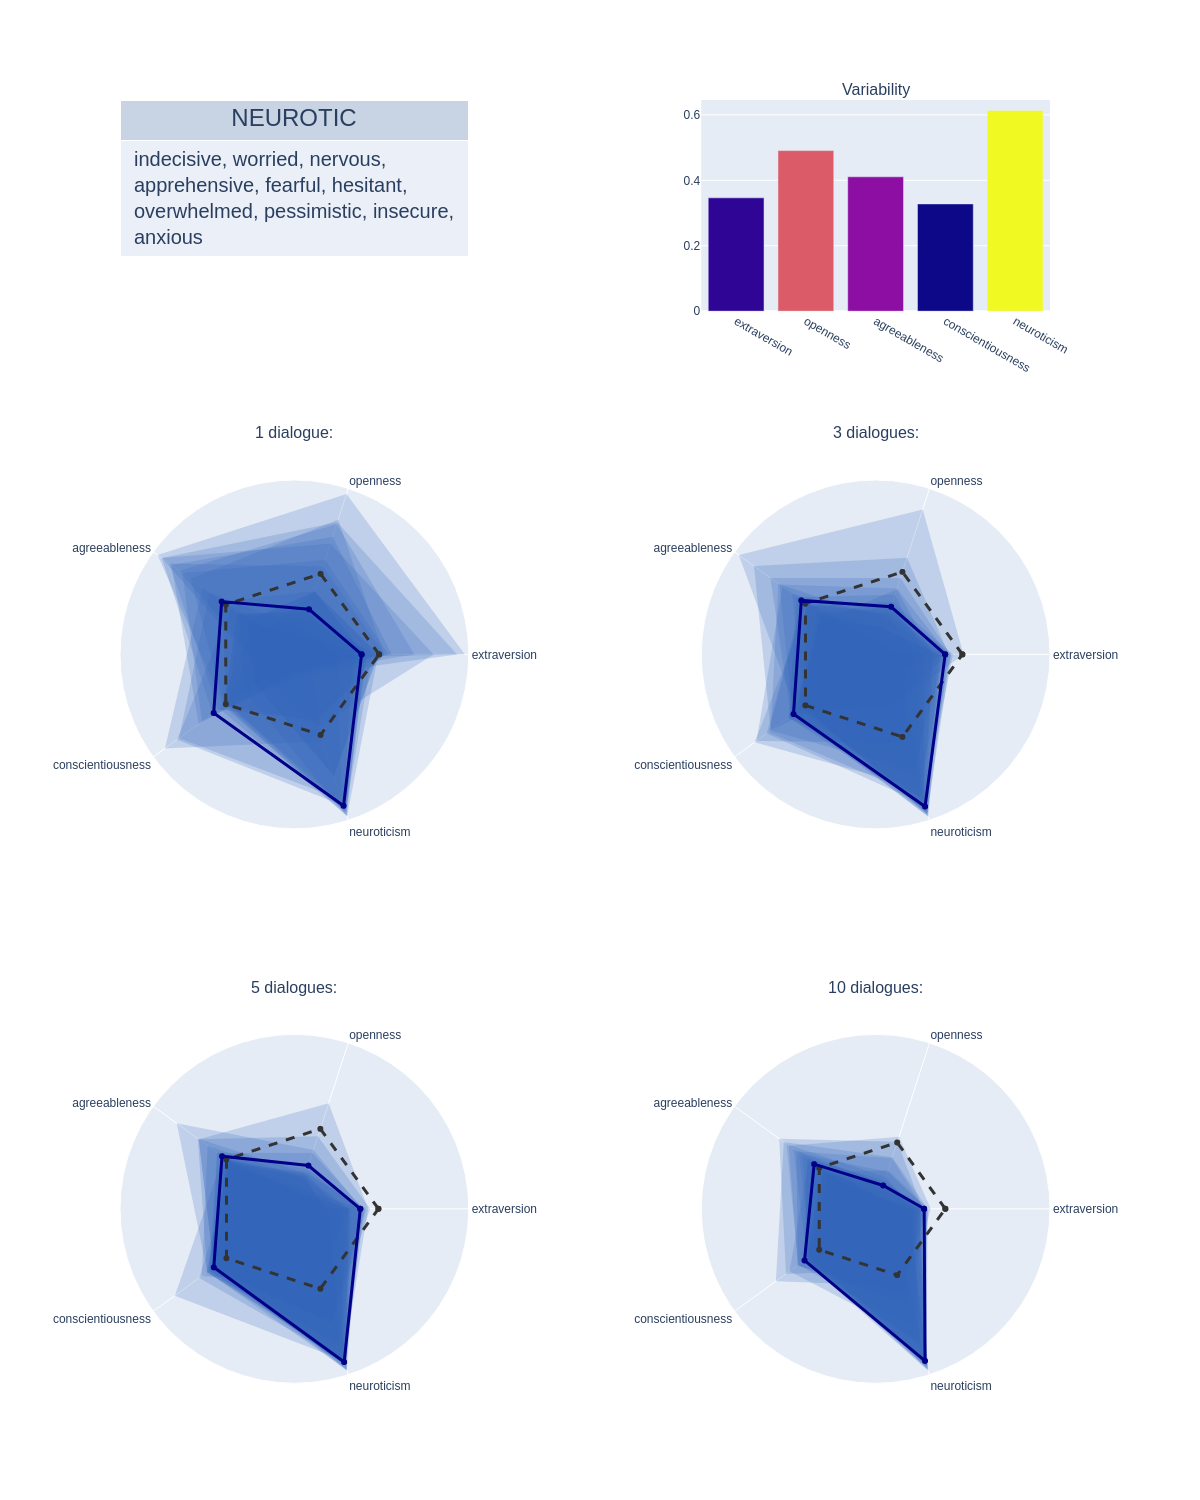 NEUROTIC
indecisive, worried, nervous,
apprehensive, fearful, hesitant,
overwhelmed, pessimistic, insecure,
anxious
Variability
0.6
0.4
0.2
0
extraversion
openness
agreeableness
conscientiousness
neuroticism
1 dialogue:
openness
agreeableness
extraversion
conscientiousness
neuroticism
3 dialogues:
openness
agreeableness
extraversion
conscientiousness
neuroticism
5 dialogues:
openness
agreeableness
extraversion
conscientiousness
neuroticism
10 dialogues:
openness
agreeableness
extraversion
conscientiousness
neuroticism